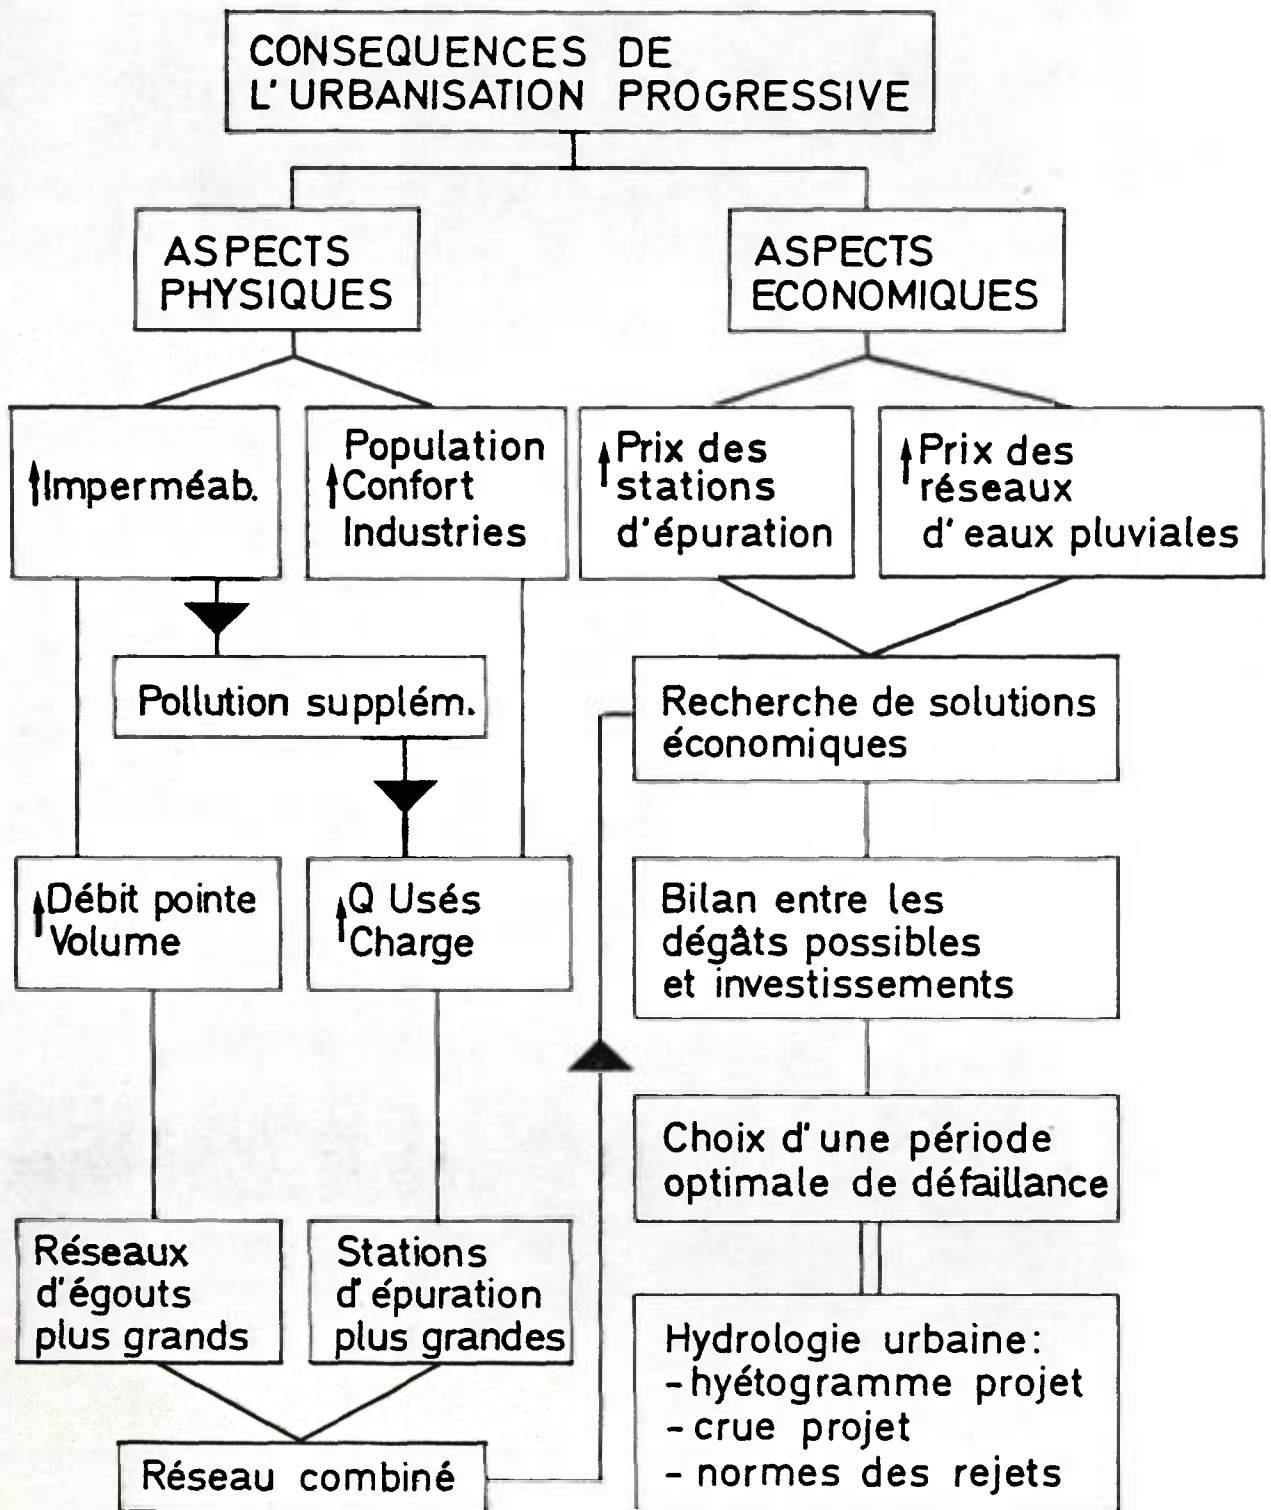 CONSEQUENCES DE
L'URBANISATION PROGRESSIVE
ASPECTS
PHYSIQUES
ASPECTS
ECONOMIQUES
↑Imperméab.
Population
↑Confort
Industries
↑Prix des
stations
d'épuration
↑Prix des
réseaux
d'eaux pluviales
Pollution supplém.
Recherche de solutions
économiques
↑Débit pointe
Volume
↑Q Usés
Charge
Bilan entre les
dégâts possibles
et investissements
Choix d'une période
optimale de défaillance
Réseaux
d'égouts
plus grands
Stations
d'épuration
plus grandes
Hydrologie urbaine:
- hyétogramme projet
- crue projet
- normes des rejets
Réseau combiné